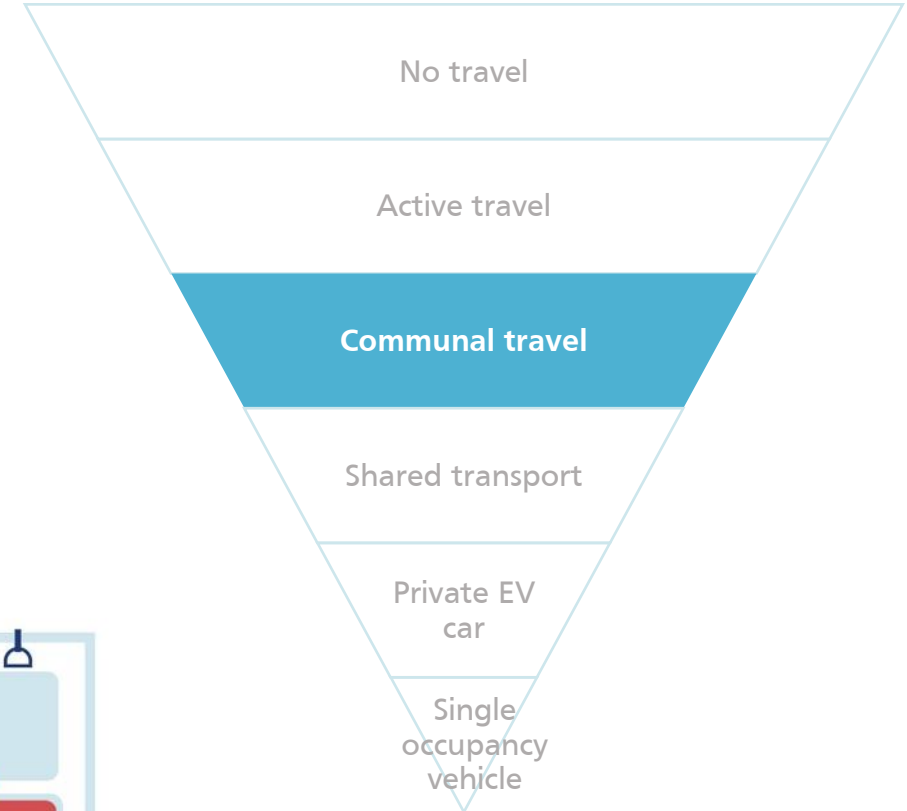 No travel
Active travel
Communal travel
Shared transport
Private EV
car
Single
occupancy
vehicle